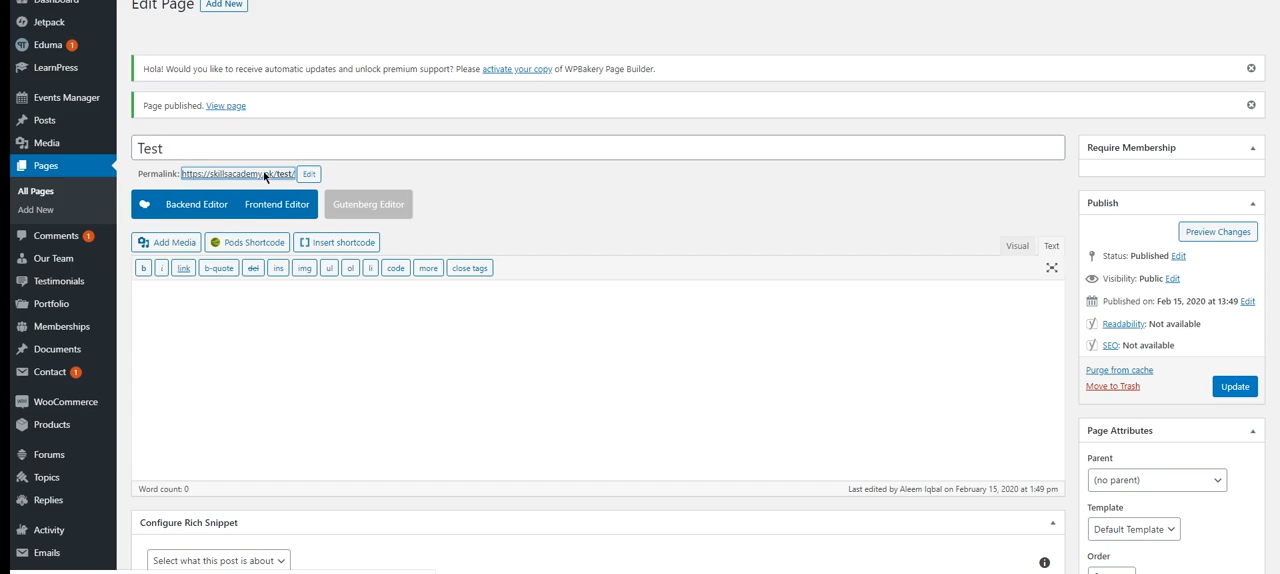 Dashboard
Edit Page Add New
Jetpack
Eduma 1
LearnPress
Events Manager
Posts
Media
Pages
All Pages
Add New
Comments 1
Our Team
Testimonials
Portfolio
Memberships
Documents
Contact 1
WooCommerce
Products
Forums
Topics
Replies
Activity
Emails
Hola! Would you like to receive automatic updates and unlock premium support? Please activate your copy of WPBakery Page Builder.
Page published. View page
Test
Permalink: https://skillsacademy.pk/test/ Edit
Backend Editor Frontend Editor Gutenberg Editor
Add Media Pods Shortcode Insert shortcode
Visual Text
b i link b-quote del ins img ul ol li code more close tags
Word count: 0 Last edited by Aleem Iqbal on February 15, 2020 at 1:49 pm
Configure Rich Snippet
Select what this post is about
Require Membership
Publish
Preview Changes
Status: Published Edit
Visibility: Public Edit
Published on: Feb 15, 2020 at 13:49 Edit
Readability: Not available
SEO: Not available
Purge from cache
Move to Trash Update
Page Attributes
Parent
(no parent)
Template
Default Template
Order